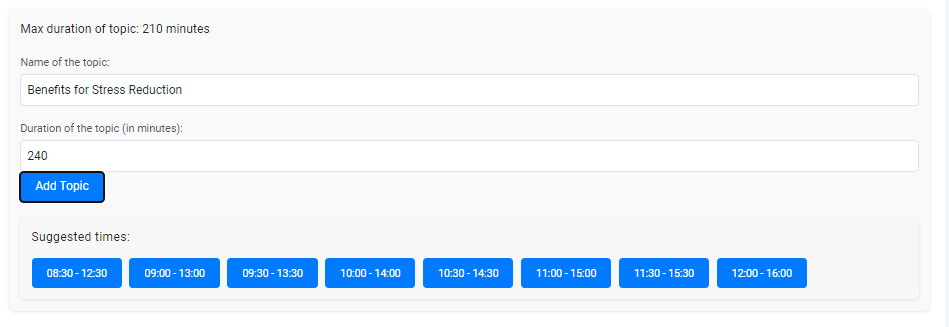 Max duration of topic: 210 minutes
Name of the topic:
Benefits for Stress Reduction
Duration of the topic (in minutes):
240
Add Topic
Suggested times:
08:30 - 12:30 09:00 - 13:00 09:30 - 13:30 10:00 - 14:00 10:30 - 14:30 11:00 - 15:00 11:30 - 15:30 12:00 - 16:00